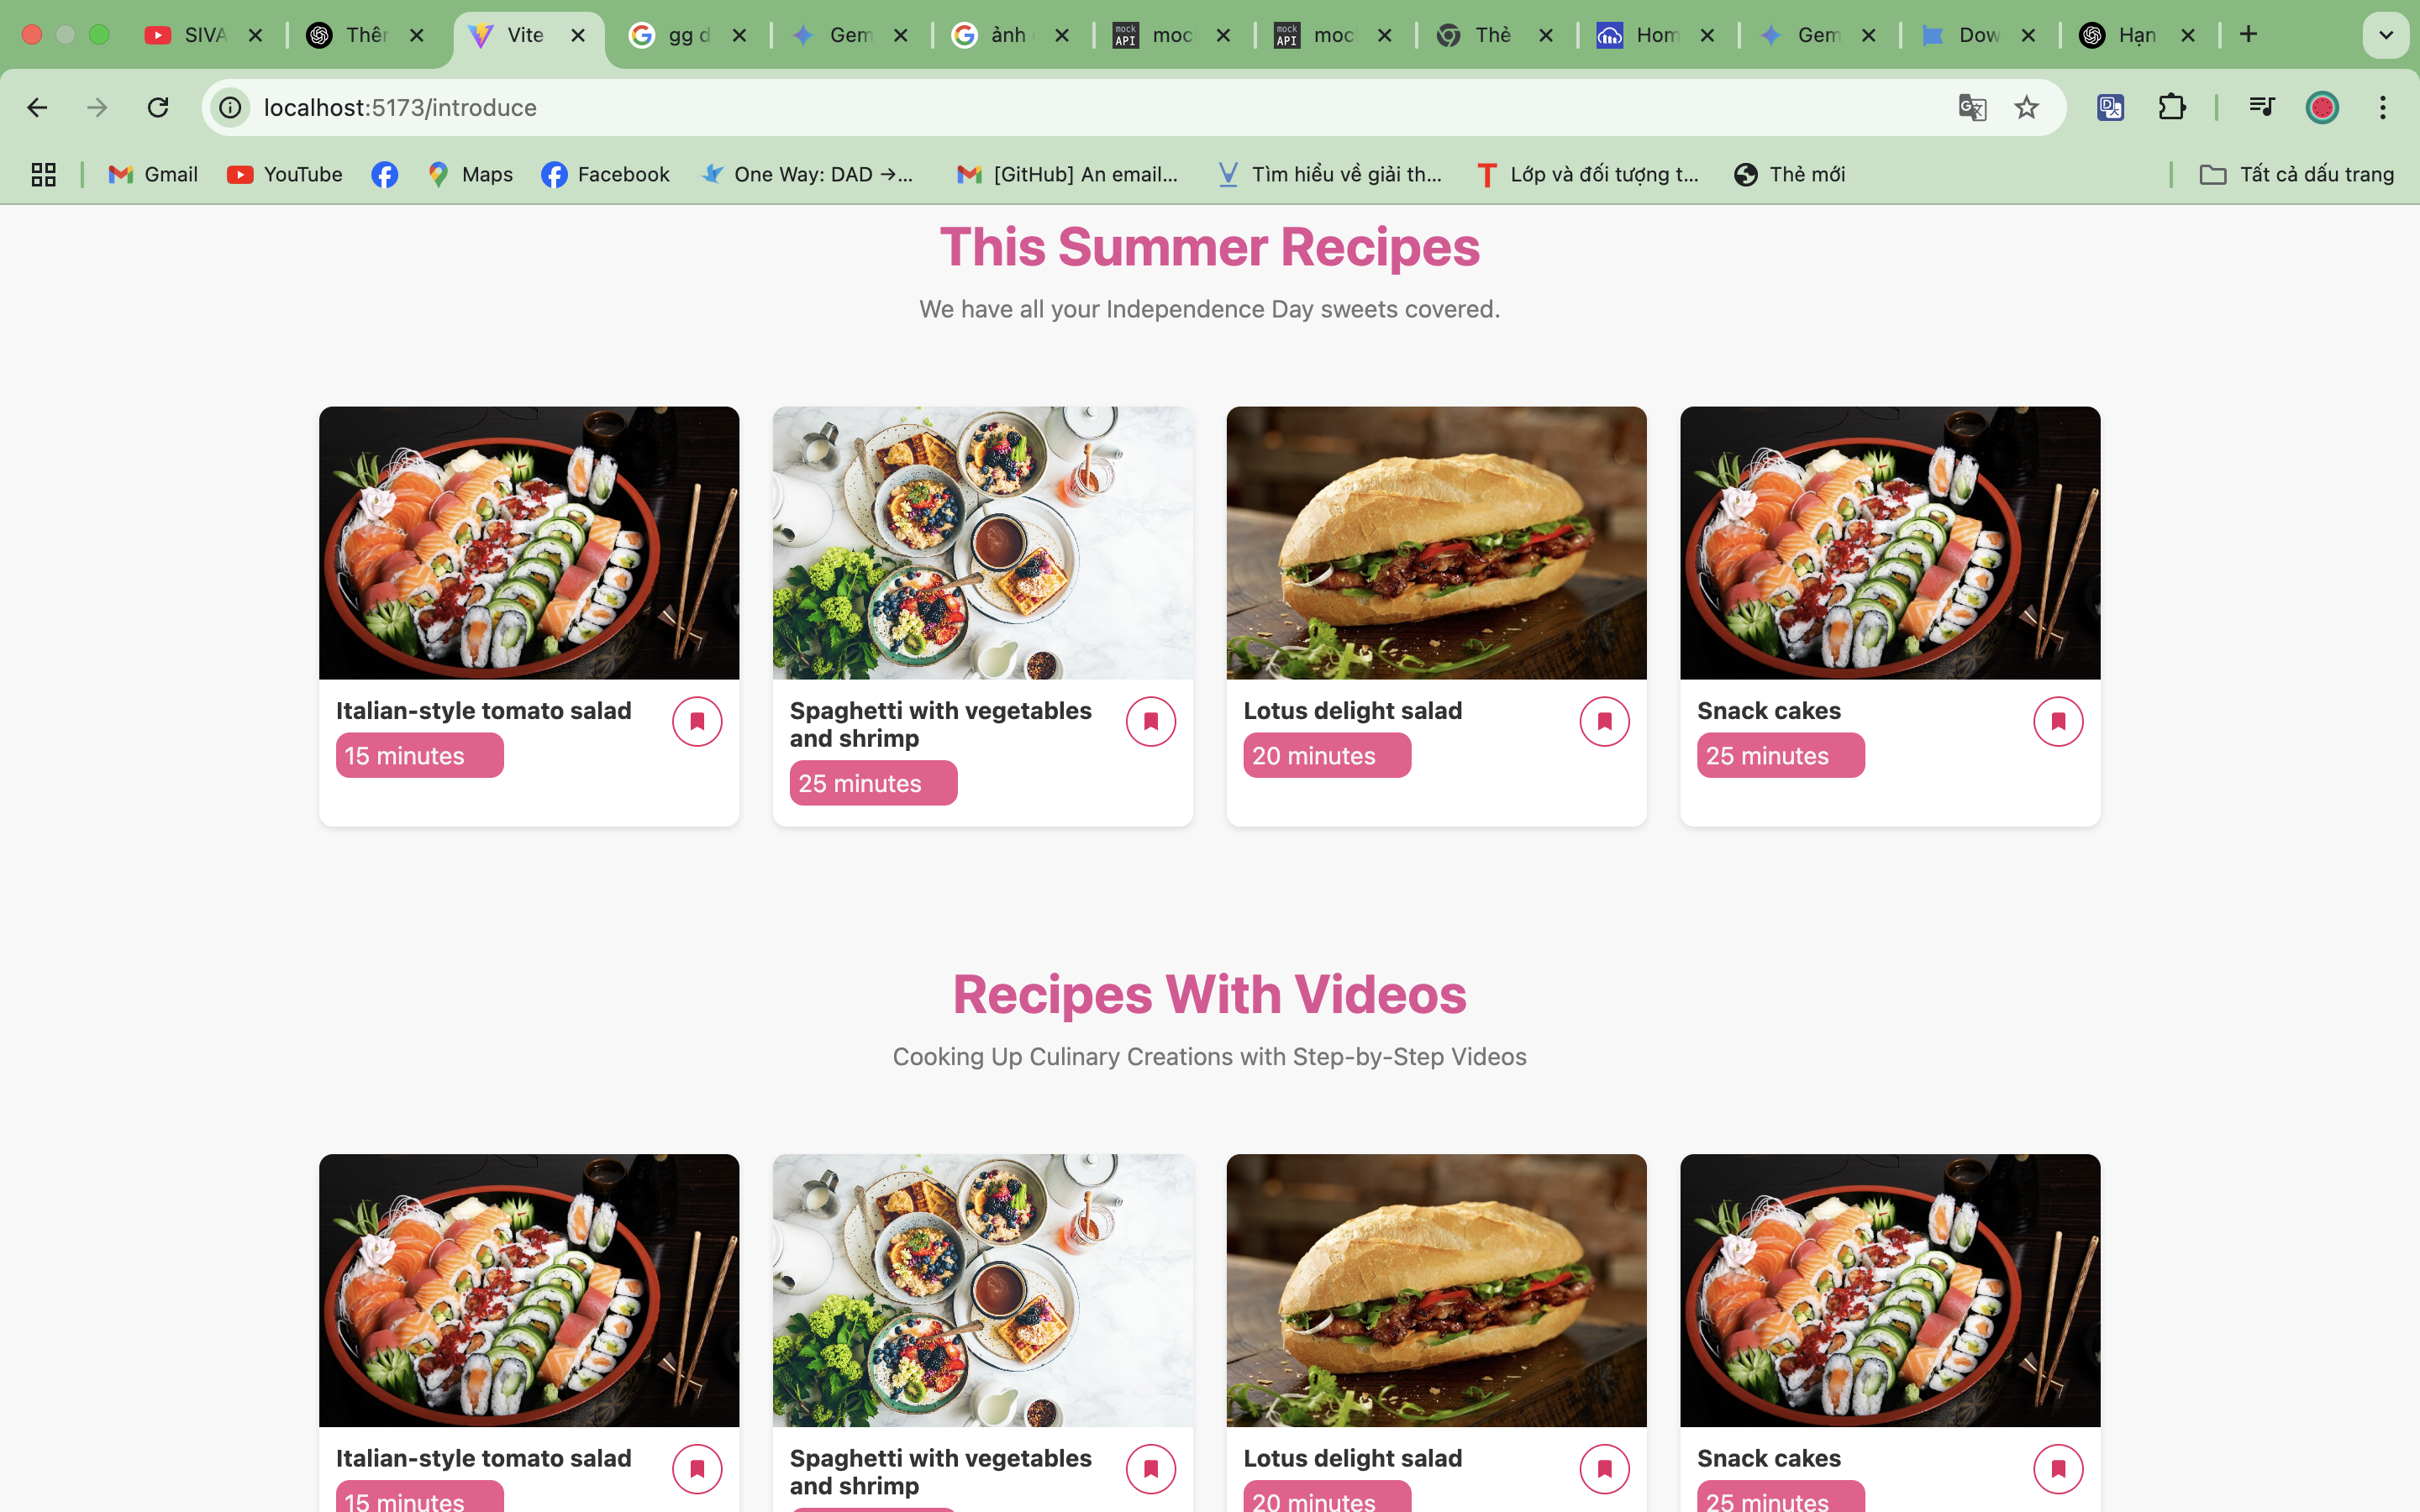 SIVA
Thêr
Vite
gg d
Gem
ảnh
mock API moc
mock API moc
Thẻ
Hom
Gem
Dow
Hạn
localhost:5173/introduce
Gmail
YouTube
Maps
Facebook
One Way: DAD →...
[GitHub] An email...
Tìm hiểu về giải th...
Lớp và đối tượng t...
Thẻ mới
Tất cả dấu trang
This Summer Recipes
We have all your Independence Day sweets covered.
Italian-style tomato salad
15 minutes
Spaghetti with vegetables
and shrimp
25 minutes
Lotus delight salad
20 minutes
Snack cakes
25 minutes
Recipes With Videos
Cooking Up Culinary Creations with Step-by-Step Videos
Italian-style tomato salad
15 minutes
Spaghetti with vegetables
and shrimp
Lotus delight salad
20 minutes
Snack cakes
25 minutes